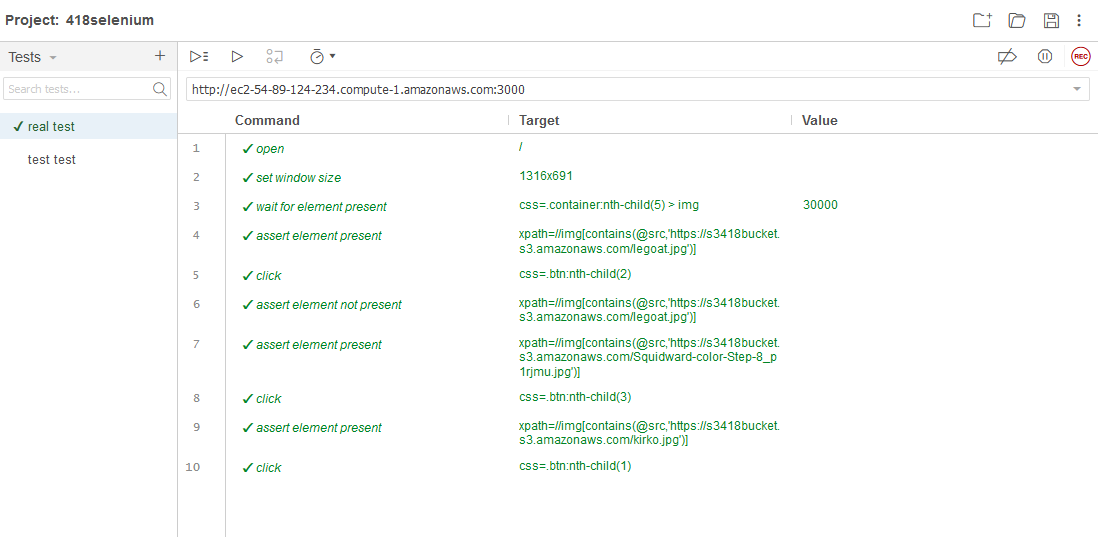 Project: 418selenium
Tests
+
Search tests...
REC
http://ec2-54-89-124-234.compute-1.amazonaws.com:3000
✓ real test
test test
Command Target Value
1 ✓ open /
2 ✓ set window size 1316x691
3 ✓ wait for element present css=.container:nth-child(5) > img 30000
4 ✓ assert element present xpath=//img[contains(@src,'https://s3418bucket.
s3.amazonaws.com/legoat.jpg')]
5 ✓ click css=.btn:nth-child(2)
6 ✓ assert element not present xpath=//img[contains(@src,'https://s3418bucket.
s3.amazonaws.com/legoat.jpg')]
7 ✓ assert element present xpath=//img[contains(@src,'https://s3418bucket.
s3.amazonaws.com/Squidward-color-Step-8_p
1rjmu.jpg')]
8 ✓ click css=.btn:nth-child(3)
9 ✓ assert element present xpath=//img[contains(@src,'https://s3418bucket.
s3.amazonaws.com/kirko.jpg')]
10 ✓ click css=.btn:nth-child(1)